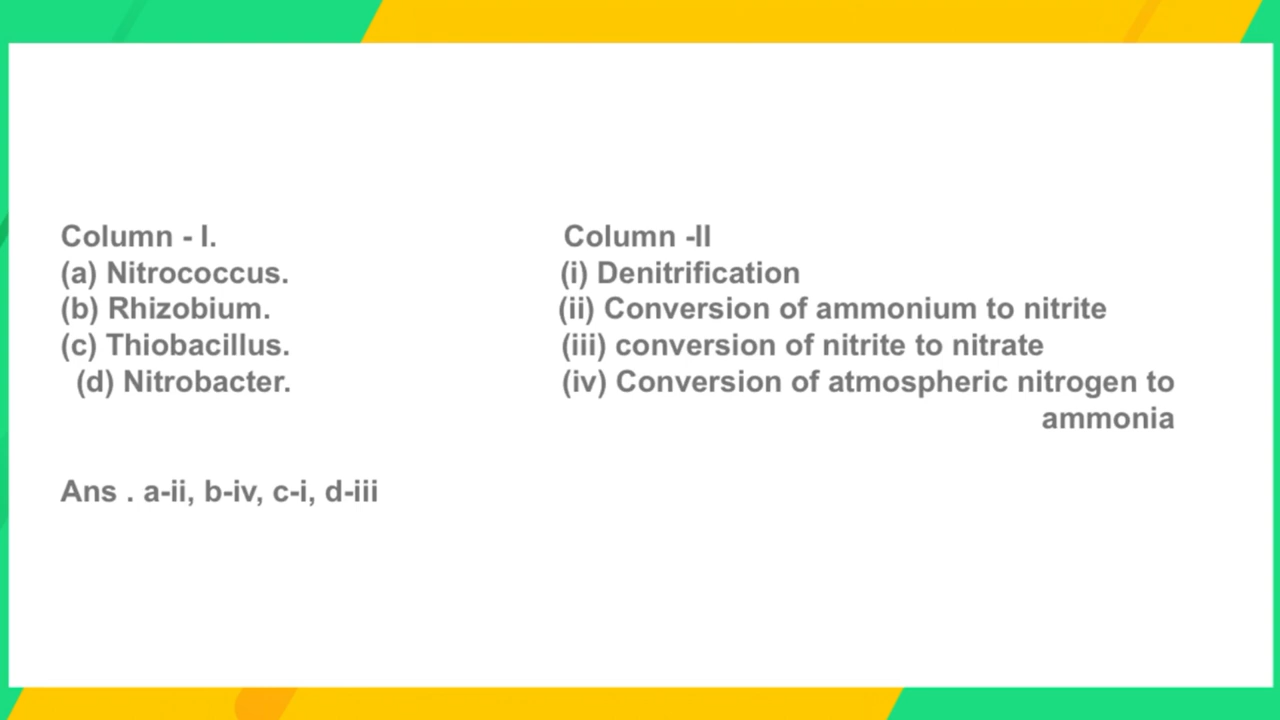 Column - I. Column -II
(a) Nitrococcus. (i) Denitrification
(b) Rhizobium. (ii) Conversion of ammonium to nitrite
(c) Thiobacillus. (iii) conversion of nitrite to nitrate
(d) Nitrobacter. (iv) Conversion of atmospheric nitrogen to
ammonia
Ans . a-ii, b-iv, c-i, d-iii